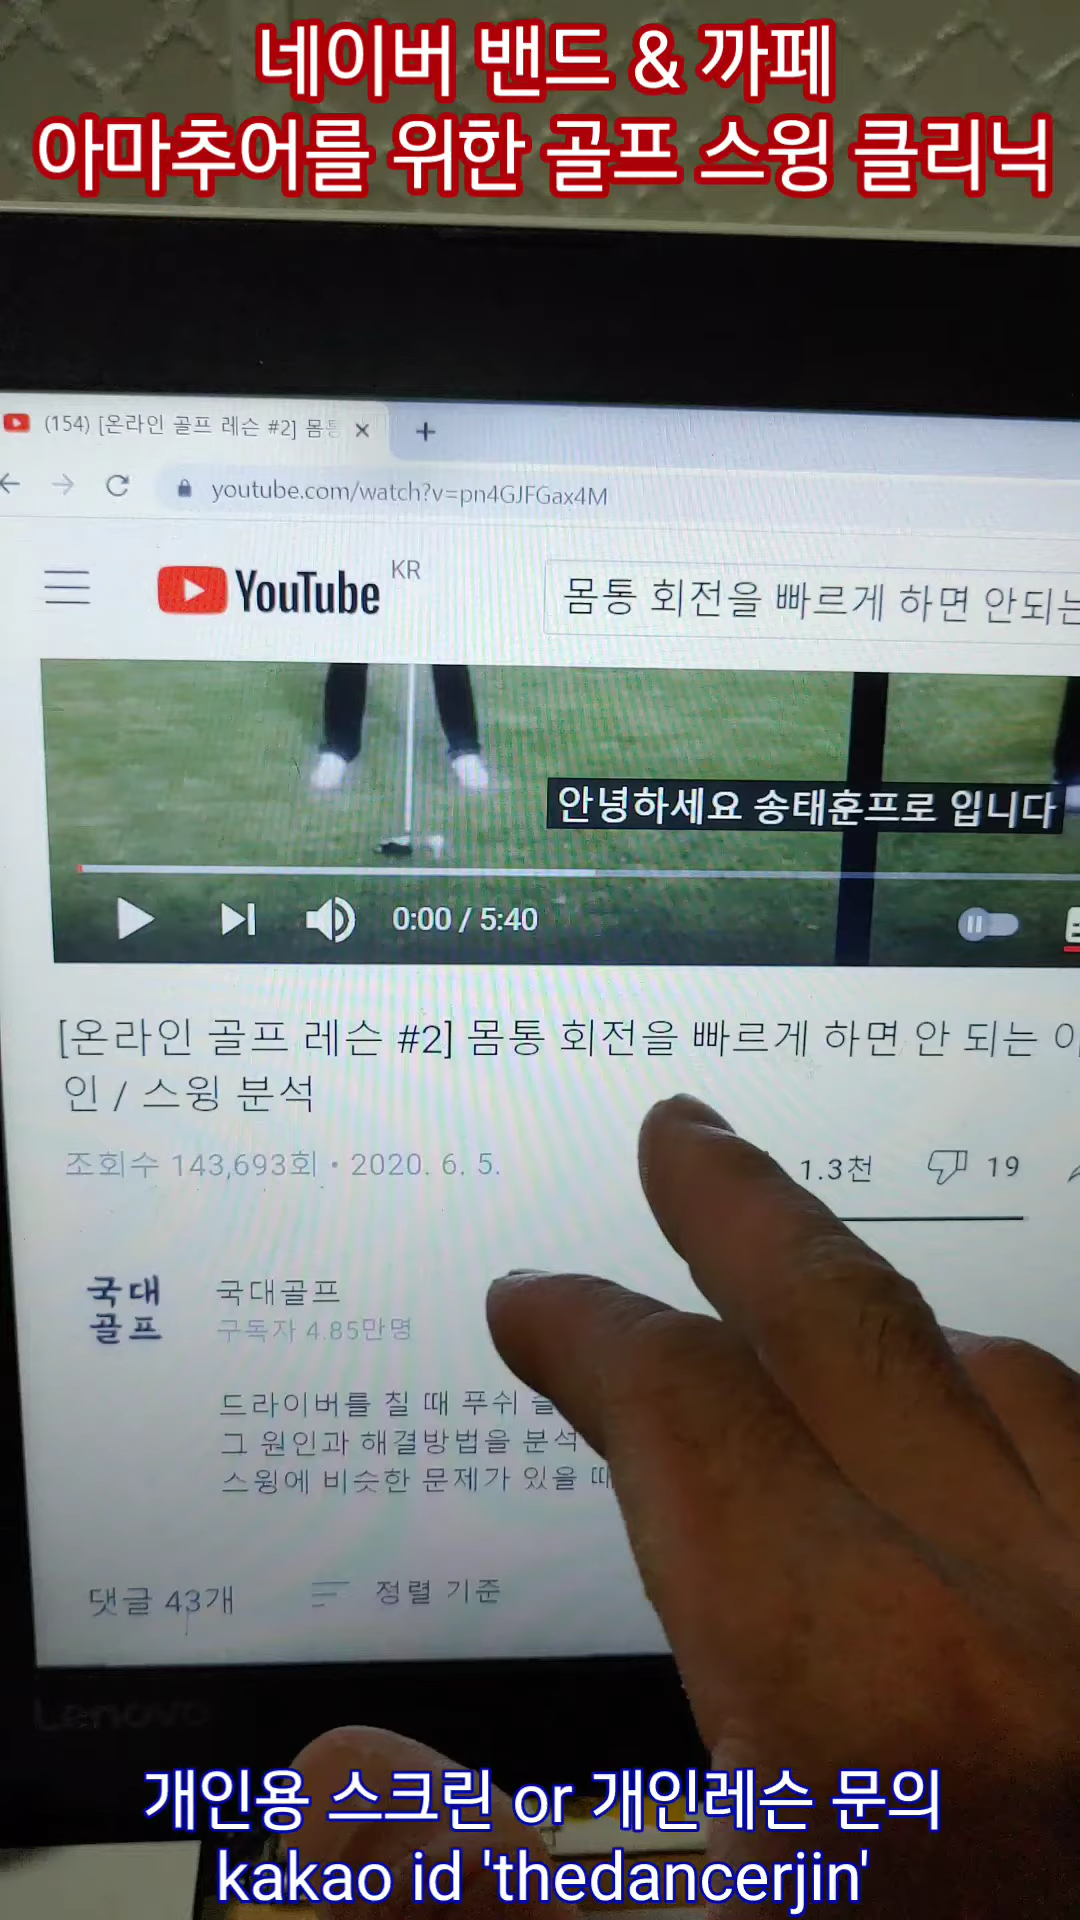 네이버 밴드 & 까페
아마추어를 위한 골프 스윙 클리닉
(154) [온라인 골프 레슨 #2] 몸통
youtube.com/watch?v=pn4GJFGax4M
YouTube KR
몸통 회전을 빠르게 하면 안되는
안녕하세요 송태훈프로 입니다
0:00 / 5:40
[온라인 골프 레슨 #2] 몸통 회전을 빠르게 하면 안 되는
인 / 스윙 분석
조회수 143,693회 • 2020. 6. 5.
1.3천 19
국대
골프
국대골프
구독자 4.85만명
드라이버를 칠 때 푸쉬
그 원인과 해결방법을 분석
스윙에 비슷한 문제가 있을 때
댓글 43개
정렬 기준
Lenovo
개인용 스크린 or 개인레슨 문의
kakao id 'thedancerjin'